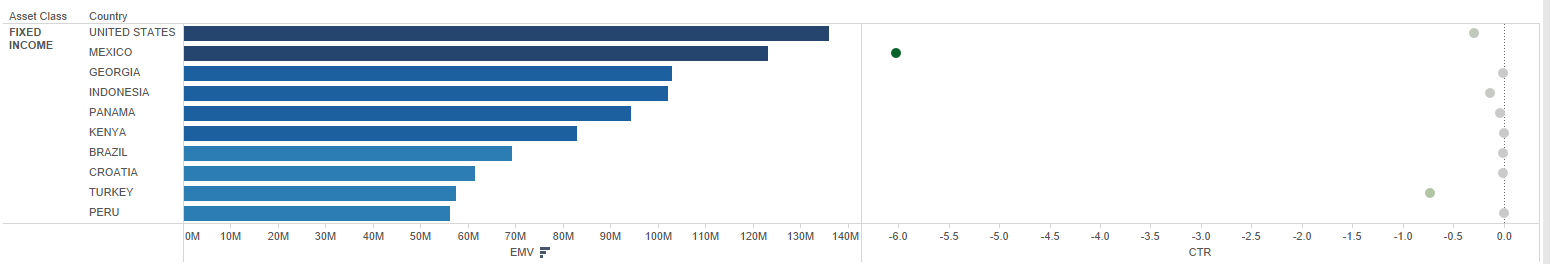 Asset Class Country
FIXED INCOME
UNITED STATES
MEXICO
GEORGIA
INDONESIA
PANAMA
KENYA
BRAZIL
CROATIA
TURKEY
PERU
0M 10M 20M 30M 40M 50M 60M 70M 80M 90M 100M 110M 120M 130M 140M
-6.0 -5.5 -5.0 -4.5 -4.0 -3.5 -3.0 -2.5 -2.0 -1.5 -1.0 -0.5 0.0
EMV
CTR